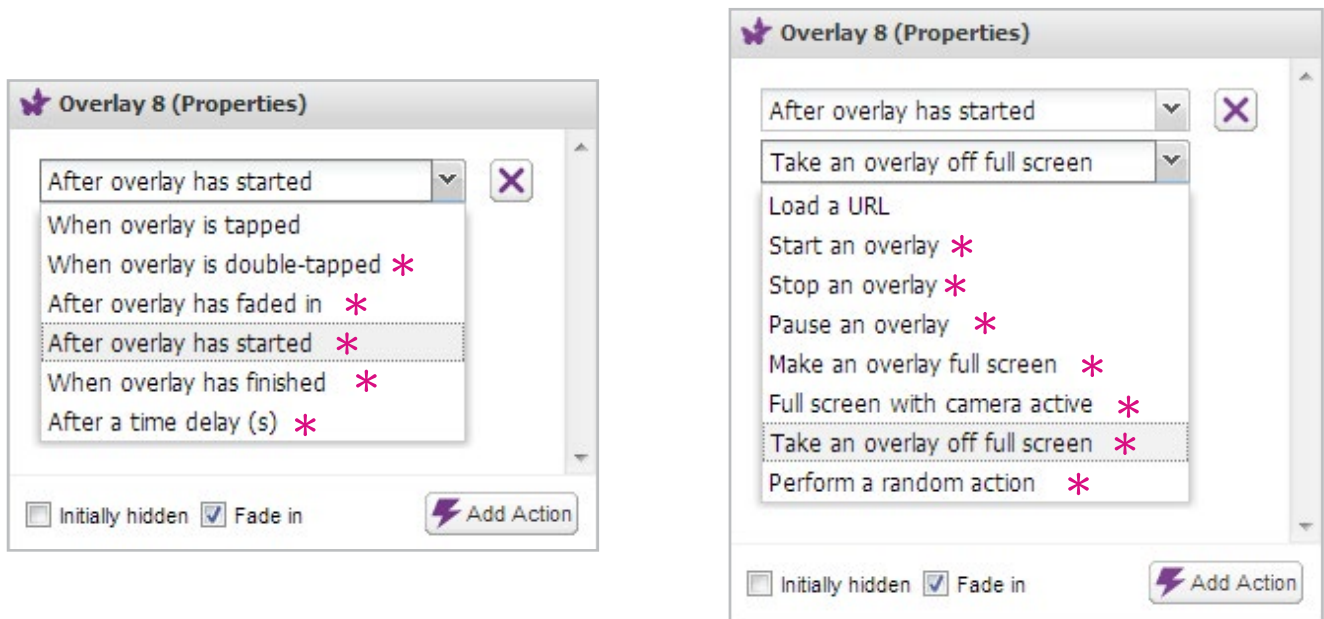 Overlay 8 (Properties)
After overlay has started
When overlay is tapped
When overlay is double-tapped *
After overlay has faded in *
After overlay has started *
When overlay has finished *
After a time delay (s) *
Initially hidden Fade in Add Action
Overlay 8 (Properties)
After overlay has started
Take an overlay off full screen
Load a URL
Start an overlay *
Stop an overlay *
Pause an overlay *
Make an overlay full screen *
Full screen with camera active *
Take an overlay off full screen *
Perform a random action *
Initially hidden Fade in Add Action